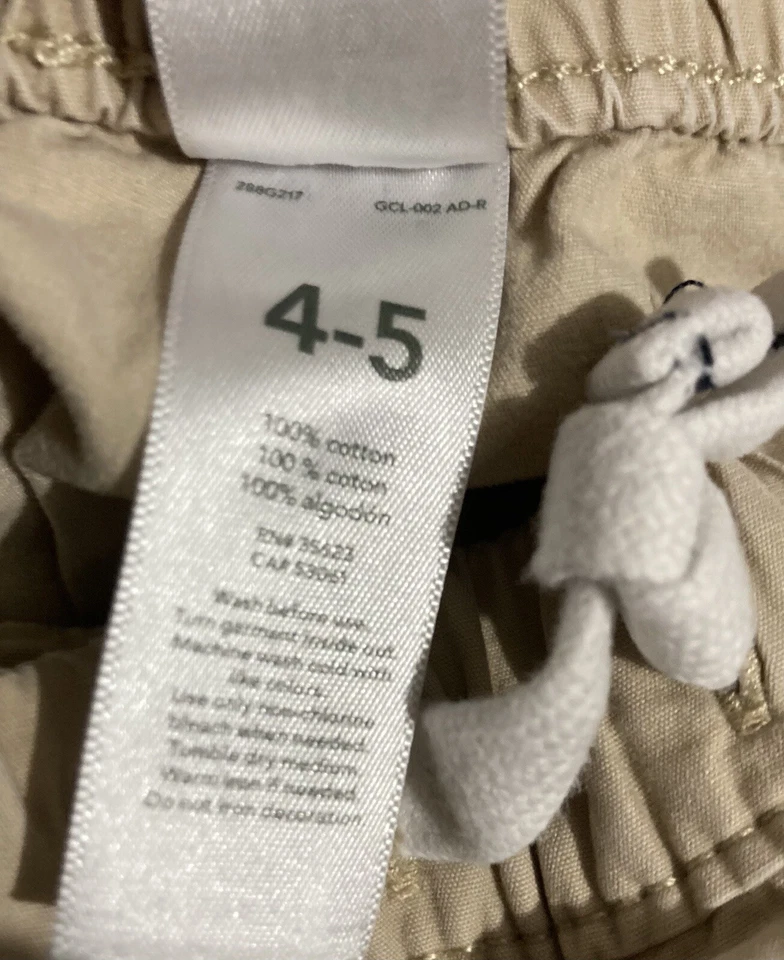 288G217
GCL-002 AD-R
4-5
100% cotton
100 % coton
100% algodón
RN# 35623
CA# 55061
Wash before use.
Turn garment inside out.
Machine wash cold with
like colors.
Use only non-chlorine
bleach when needed.
Tumble dry medium.
Warm iron if needed.
Do not iron decoration.